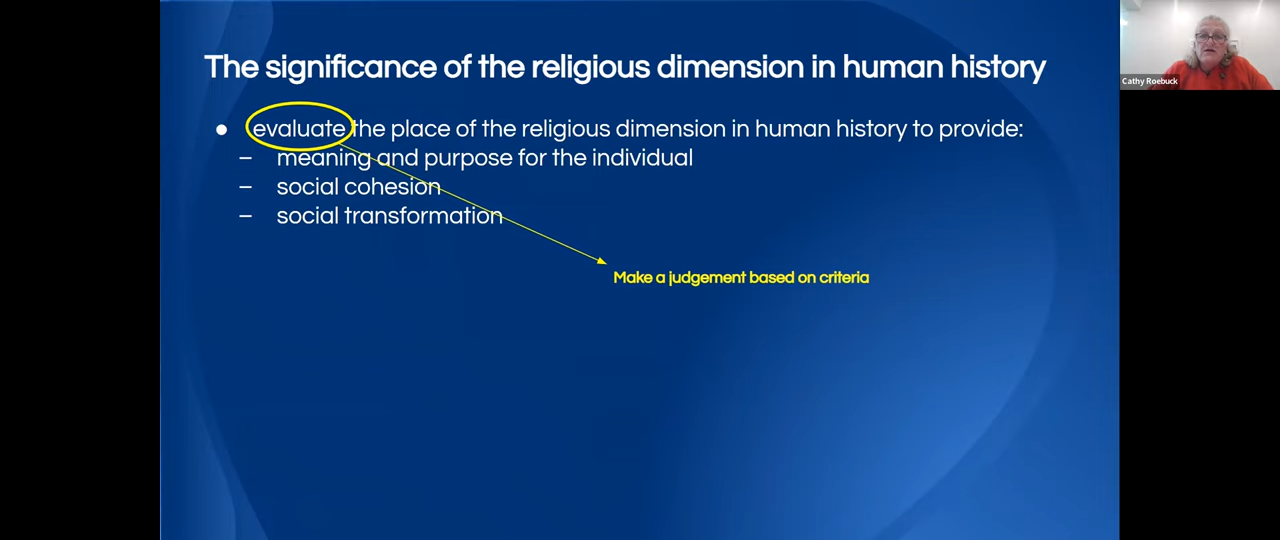 The significance of the religious dimension in human history
● evaluate the place of the religious dimension in human history to provide:
– meaning and purpose for the individual
– social cohesion
– social transformation
Make a judgement based on criteria
Cathy Roebuck